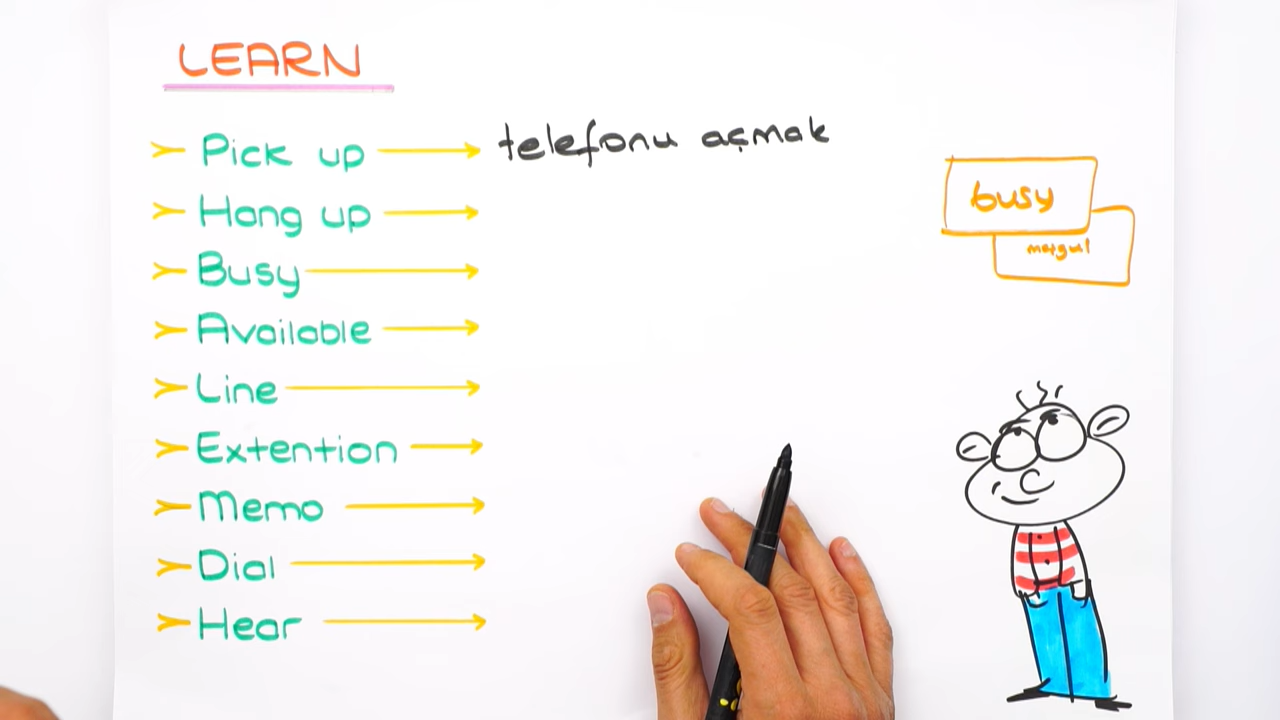 LEARN
Pick up telefonu açmak
Hang up
Busy
Available
Line
Extention
Memo
Dial
Hear
busy
meşgul